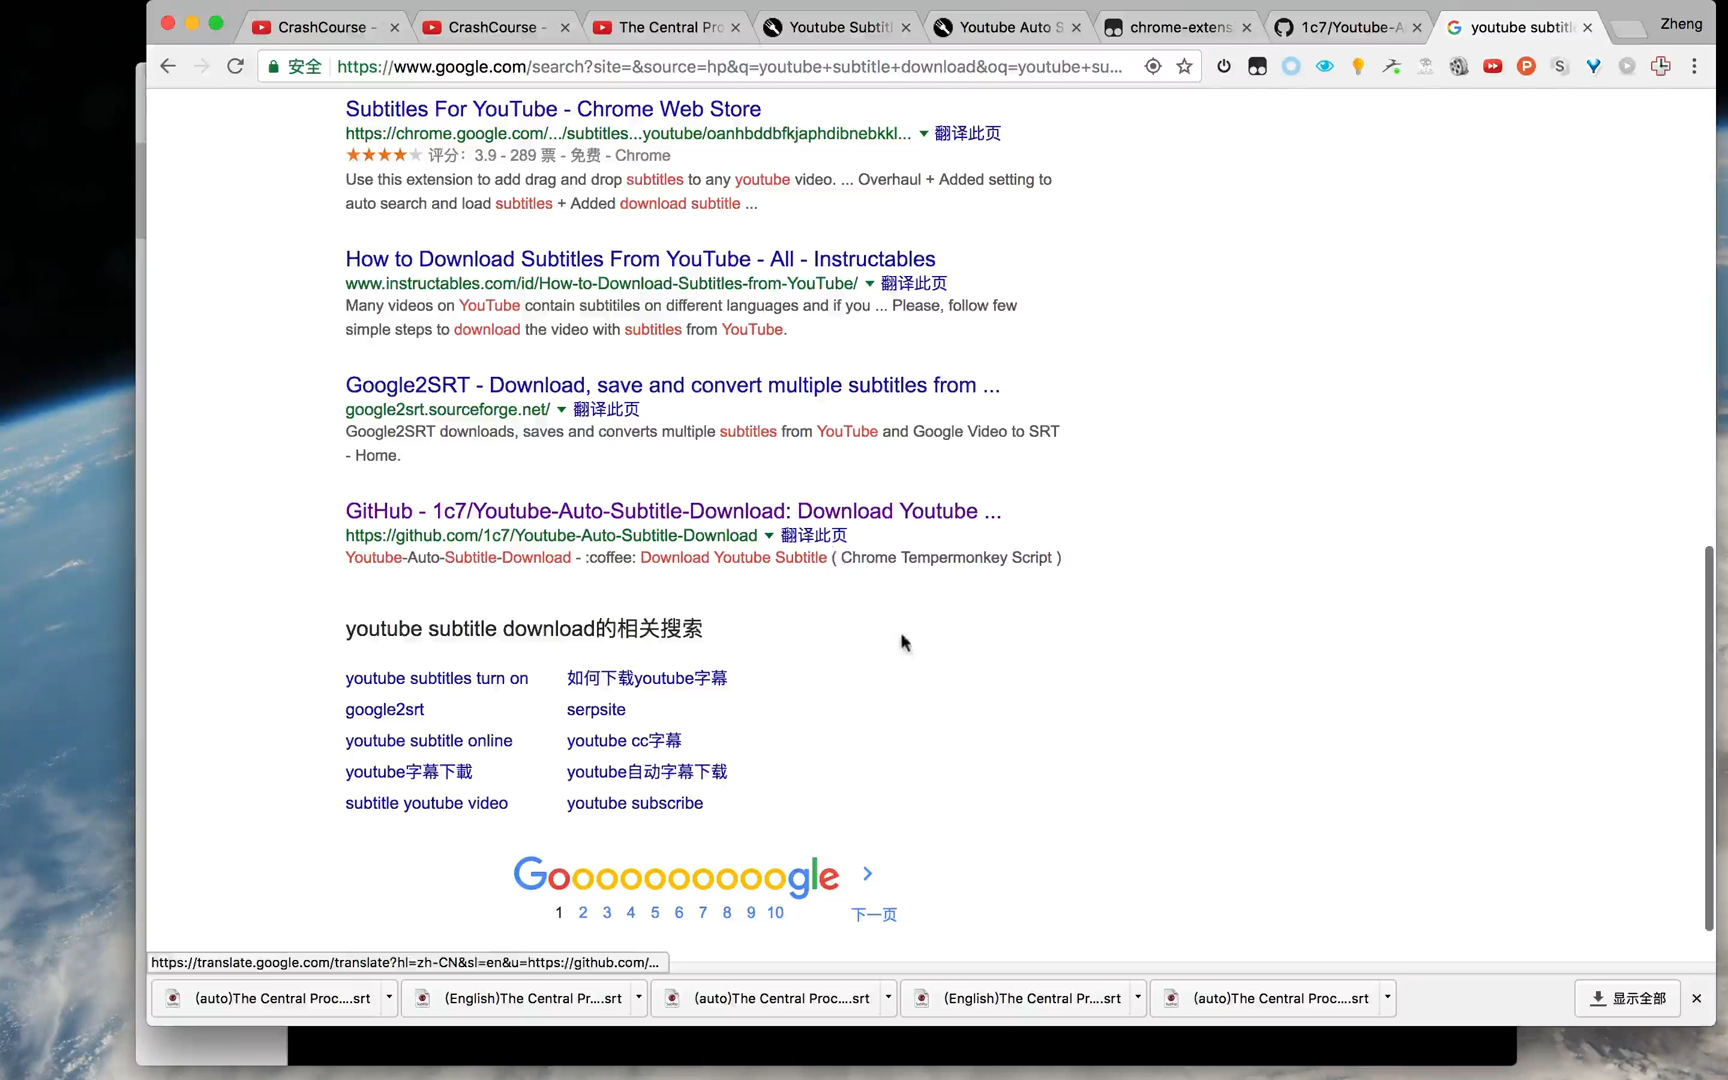 CrashCourse -
CrashCourse -
The Central Pro
Youtube Subtitl
Youtube Auto S
chrome-extens
1c7/Youtube-A
youtube subtitle
Zheng
安全
https://www.google.com/search?site=&source=hp&q=youtube+subtitle+download&oq=youtube+su...
Subtitles For YouTube - Chrome Web Store
https://chrome.google.com/.../subtitles...youtube/oanhbddbfkjaphdibnebkkl... 翻译此页
评分: 3.9 - 289 票 - 免费 - Chrome
Use this extension to add drag and drop subtitles to any youtube video. ... Overhaul + Added setting to
auto search and load subtitles + Added download subtitle ...
How to Download Subtitles From YouTube - All - Instructables
www.instructables.com/id/How-to-Download-Subtitles-from-YouTube/ 翻译此页
Many videos on YouTube contain subtitles on different languages and if you ... Please, follow few
simple steps to download the video with subtitles from YouTube.
Google2SRT - Download, save and convert multiple subtitles from ...
google2srt.sourceforge.net/ 翻译此页
Google2SRT downloads, saves and converts multiple subtitles from YouTube and Google Video to SRT
- Home.
GitHub - 1c7/Youtube-Auto-Subtitle-Download: Download Youtube ...
https://github.com/1c7/Youtube-Auto-Subtitle-Download 翻译此页
Youtube-Auto-Subtitle-Download - :coffee: Download Youtube Subtitle ( Chrome Tempermonkey Script )
youtube subtitle download的相关搜索
youtube subtitles turn on
如何下载youtube字幕
google2srt
serpsite
youtube subtitle online
youtube cc字幕
youtube字幕下載
youtube自动字幕下载
subtitle youtube video
youtube subscribe
Goooooooooogle
1 2 3 4 5 6 7 8 9 10 下一页
https://translate.google.com/translate?hl=zh-CN&sl=en&u=https://github.com/...
(auto)The Central Proc....srt
(English)The Central Pr....srt
(auto)The Central Proc....srt
(English)The Central Pr....srt
(auto)The Central Proc....srt
显示全部